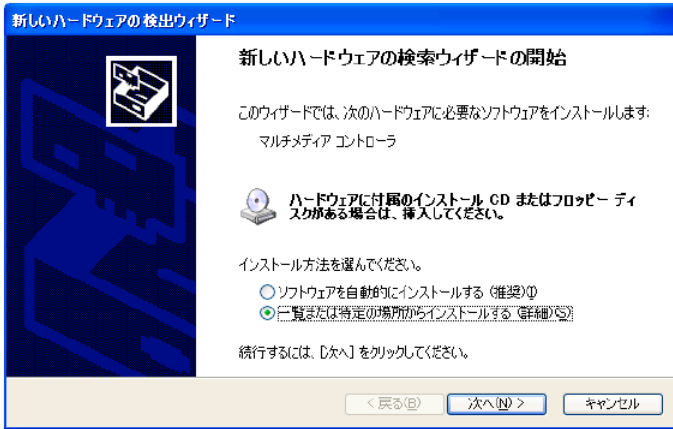 新しいハードウェアの検出ウィザード
新しいハードウェアの検索ウィザードの開始
このウィザードでは、次のハードウェアに必要なソフトウェアをインストールします:
マルチメディア コントローラ
ハードウェアに付属のインストール CD またはフロッピー ディ
スクがある場合は、挿入してください。
インストール方法を選んでください。
ソフトウェアを自動的にインストールする (推奨)(I)
一覧または特定の場所からインストールする (詳細)(S)
続行するには、[次へ] をクリックしてください。
< 戻る(B) 次へ(N) > キャンセル